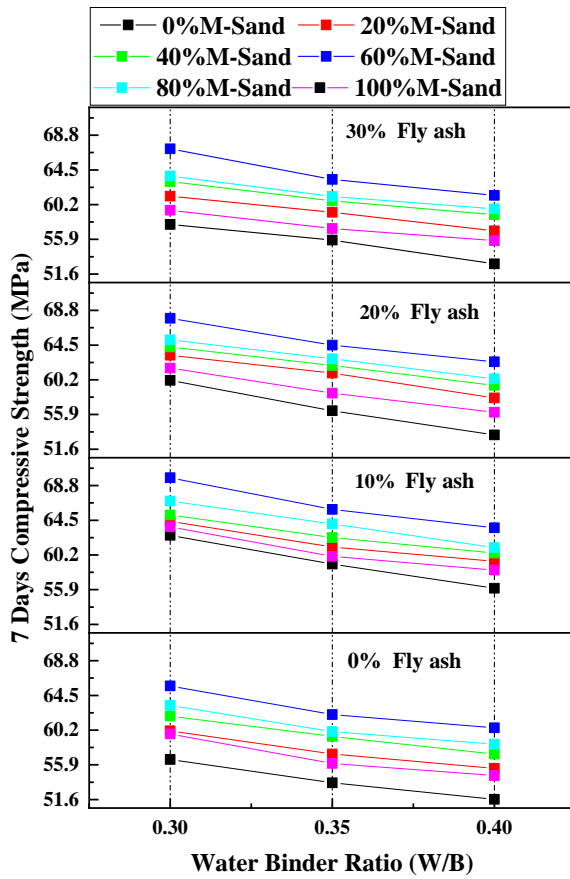 0%M-Sand 20%M-Sand
40%M-Sand 60%M-Sand
80%M-Sand 100%M-Sand
30% Fly ash
68.8
64.5
60.2
55.9
51.6
20% Fly ash
68.8
64.5
60.2
55.9
51.6
10% Fly ash
68.8
64.5
60.2
55.9
51.6
0% Fly ash
68.8
64.5
60.2
55.9
51.6
0.30 0.35 0.40
Water Binder Ratio (W/B)
7 Days Compressive Strength (MPa)